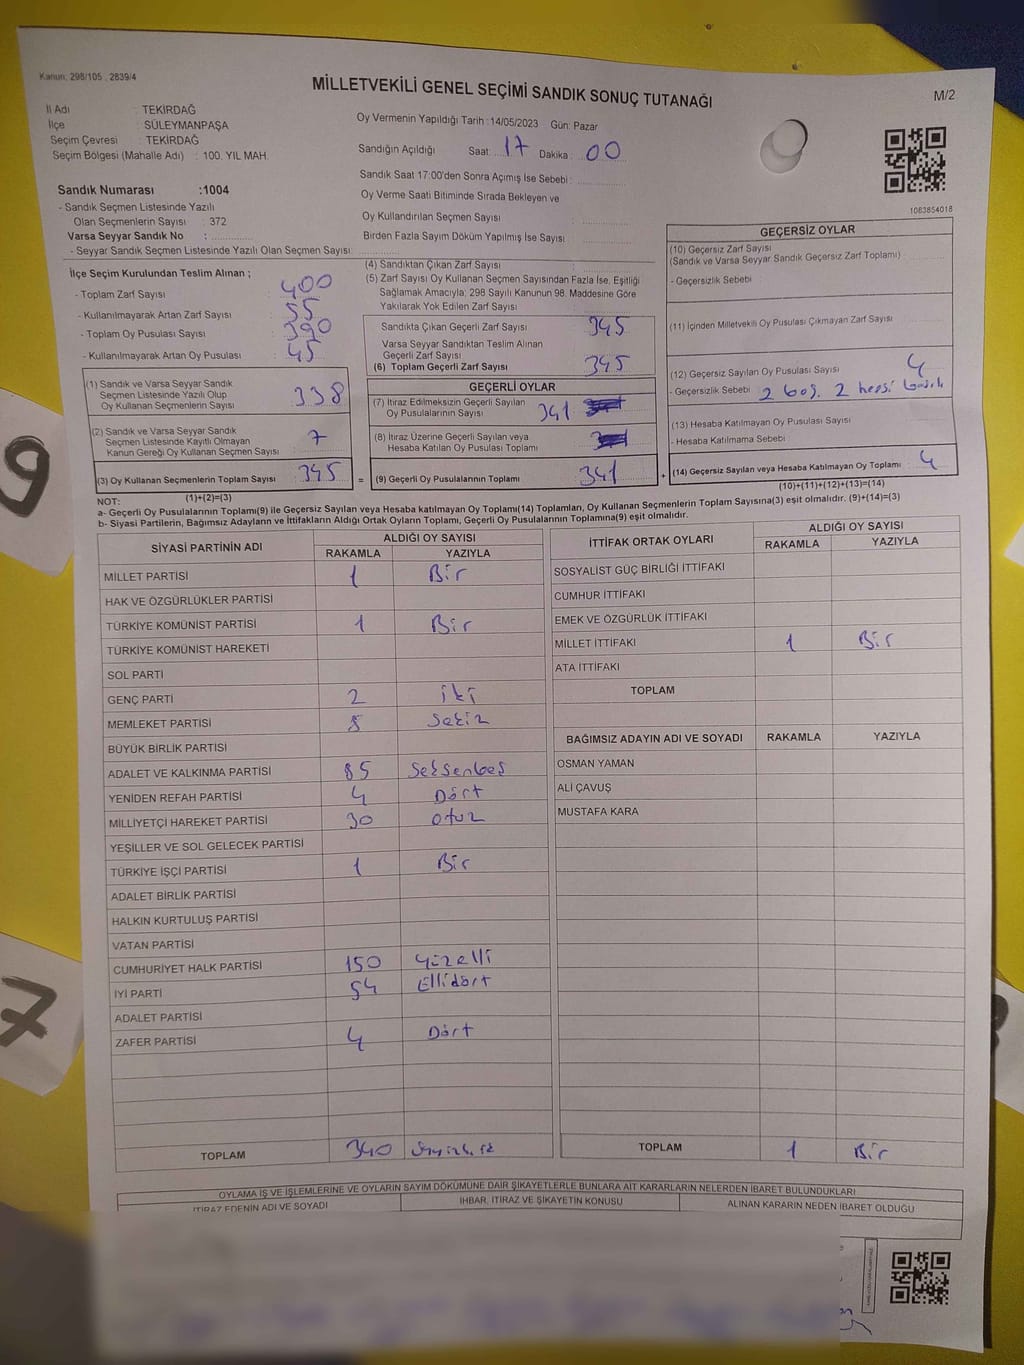 Kanun; 298/105 , 2839/4
MİLLETVEKİLİ GENEL SEÇİMİ SANDIK SONUÇ TUTANAĞI
M/2
İl Adı : TEKİRDAĞ
İlçe : SÜLEYMANPAŞA
Seçim Çevresi : TEKİRDAĞ
Seçim Bölgesi (Mahalle Adı) : 100. YIL MAH.
Oy Vermenin Yapıldığı Tarih :14/05/2023 Gün: Pazar
Sandığın Açıldığı Saat: 17 Dakika : 00
Sandık Saat 17:00'den Sonra Açımış İse Sebebi :
Oy Verme Saati Bitiminde Sırada Bekleyen ve
Oy Kullandırılan Seçmen Sayısı :
Birden Fazla Sayım Döküm Yapılmış İse Sayısı :
Sandık Numarası :1004
- Sandık Seçmen Listesinde Yazılı
Olan Seçmenlerin Sayısı : 372
Varsa Seyyar Sandık No :
- Seyyar Sandık Seçmen Listesinde Yazılı Olan Seçmen Sayısı:
1083854018
İlçe Seçim Kurulundan Teslim Alınan ;
- Toplam Zarf Sayısı : 400
- Kullanılmayarak Artan Zarf Sayısı : 55
- Toplam Oy Pusulası Sayısı : 390
- Kullanılmayarak Artan Oy Pusulası : 45
(1) Sandık ve Varsa Seyyar Sandık
Seçmen Listesinde Yazılı Olup
Oy Kullanan Seçmenlerin Sayısı 338
(2) Sandık ve Varsa Seyyar Sandık
Seçmen Listesinde Kayıtlı Olmayan
Kanun Gereği Oy Kullanan Seçmen Sayısı 7
(3) Oy Kullanan Seçmenlerin Toplam Sayısı 345
(1)+(2)=(3)
(4) Sandıktan Çıkan Zarf Sayısı :
(5) Zarf Sayısı Oy Kullanan Seçmen Sayısından Fazla İse, Eşitliği
Sağlamak Amacıyla; 298 Sayılı Kanunun 98. Maddesine Göre
Yakılarak Yok Edilen Zarf Sayısı
Sandıkta Çıkan Geçerli Zarf Sayısı 345
Varsa Seyyar Sandıktan Teslim Alınan
Geçerli Zarf Sayısı
(6) Toplam Geçerli Zarf Sayısı 345
GEÇERLİ OYLAR
(7) İtiraz Edilmeksizin Geçerli Sayılan
Oy Pusulalarının Sayısı 341
(8) İtiraz Üzerine Geçerli Sayılan veya
Hesaba Katılan Oy Pusulası Toplamı
= (9) Geçerli Oy Pusulalarının Toplamı 341 +
GEÇERSİZ OYLAR
(10) Geçersiz Zarf Sayısı
(Sandık ve Varsa Seyyar Sandık Geçersiz Zarf Toplamı) :
- Geçersizlik Sebebi :
(11) İçinden Milletvekili Oy Pusulası Çıkmayan Zarf Sayısı
(12) Geçersiz Sayılan Oy Pusulası Sayısı : 4
- Geçersizlik Sebebi : 2 boş. 2 hepsi basılı
(13) Hesaba Katılmayan Oy Pusulası Sayısı
- Hesaba Katılmama Sebebi :
(14) Geçersiz Sayılan veya Hesaba Katılmayan Oy Toplamı 4
(10)+(11)+(12)+(13)=(14)
NOT:
a- Geçerli Oy Pusulalarının Toplamı(9) ile Geçersiz Sayılan veya Hesaba katılmayan Oy Toplamı(14) Toplamları, Oy Kullanan Seçmenlerin Toplam Sayısına(3) eşit olmalıdır. (9)+(14)=(3)
b- Siyasi Partilerin, Bağımsız Adayların ve İttifakların Aldığı Ortak Oyların Toplamı, Geçerli Oy Pusulalarının Toplamına(9) eşit olmalıdır.
SİYASİ PARTİNİN ADI ALDIĞI OY SAYISI
RAKAMLA YAZIYLA
MİLLET PARTİSİ 1 Bir
HAK VE ÖZGÜRLÜKLER PARTİSİ
TÜRKİYE KOMÜNİST PARTİSİ 1 Bir
TÜRKİYE KOMÜNİST HAREKETİ
SOL PARTİ
GENÇ PARTİ 2 iki
MEMLEKET PARTİSİ 8 Sekiz
BÜYÜK BİRLİK PARTİSİ
ADALET VE KALKINMA PARTİSİ 85 Seksenbeş
YENİDEN REFAH PARTİSİ 4 Dört
MİLLİYETÇİ HAREKET PARTİSİ 30 otuz
YEŞİLLER VE SOL GELECEK PARTİSİ
TÜRKİYE İŞÇİ PARTİSİ 1 Bir
ADALET BİRLİK PARTİSİ
HALKIN KURTULUŞ PARTİSİ
VATAN PARTİSİ
CUMHURİYET HALK PARTİSİ 150 Yüzelli
İYİ PARTİ 54 Ellidört
ADALET PARTİSİ
ZAFER PARTİSİ 4 Dört
TOPLAM 340
İTTİFAK ORTAK OYLARI ALDIĞI OY SAYISI
RAKAMLA YAZIYLA
SOSYALİST GÜÇ BİRLİĞİ İTTİFAKI
CUMHUR İTTİFAKI
EMEK VE ÖZGÜRLÜK İTTİFAKI
MİLLET İTTİFAKI 1 Bir
ATA İTTİFAKI
TOPLAM
BAĞIMSIZ ADAYIN ADI VE SOYADI RAKAMLA YAZIYLA
OSMAN YAMAN
ALİ ÇAVUŞ
MUSTAFA KARA
TOPLAM 1 Bir
OYLAMA İŞ VE İŞLEMLERİNE VE OYLARIN SAYIM DÖKÜMÜNE DAİR ŞİKAYETLERLE BUNLARA AİT KARARLARIN NELERDEN İBARET BULUNDUKLARI
İTİRAZ EDENİN ADI VE SOYADI İHBAR, İTİRAZ VE ŞİKAYETİN KONUSU ALINAN KARARIN NEDEN İBARET OLDUĞU
9
7